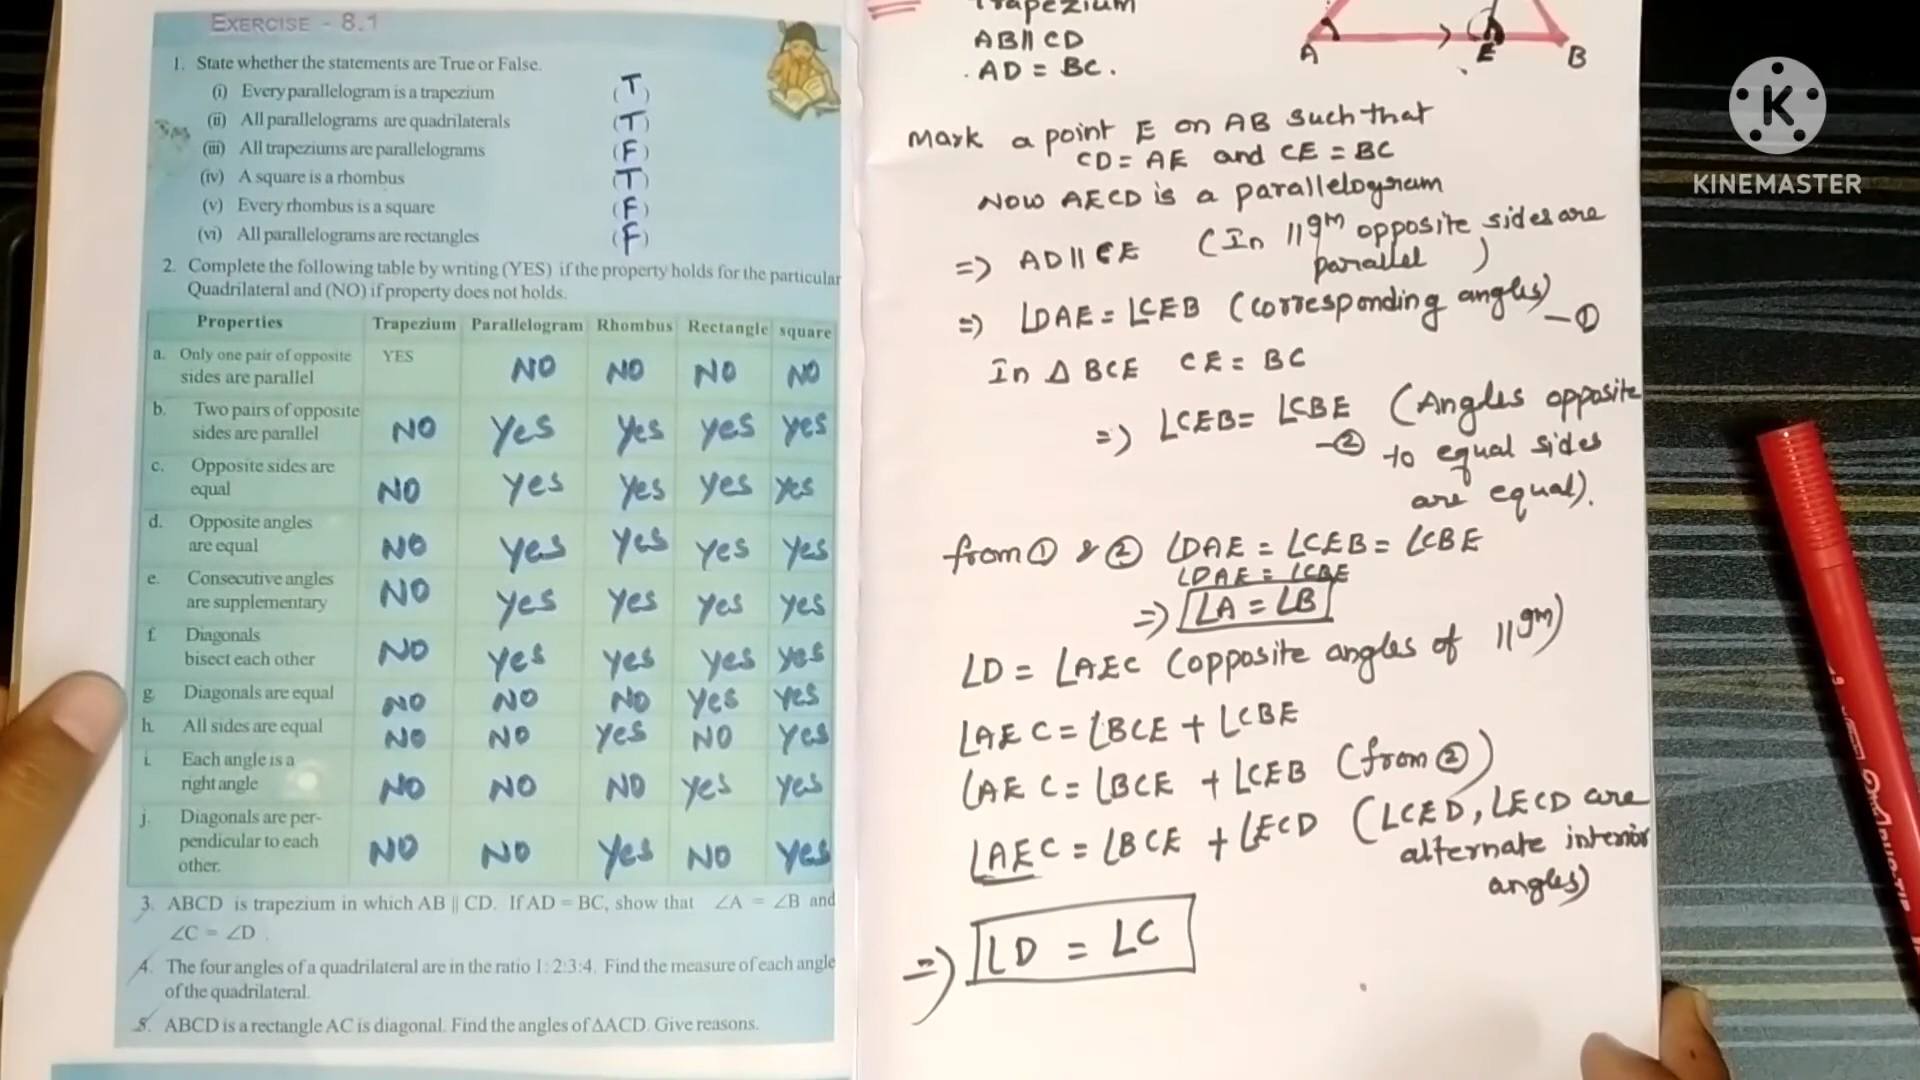 EXERCISE - 8.1
1. State whether the statements are True or False.
(i) Every parallelogram is a trapezium (T)
(ii) All parallelograms are quadrilaterals (T)
(iii) All trapeziums are parallelograms (F)
(iv) A square is a rhombus (T)
(v) Every rhombus is a square (F)
(vi) All parallelograms are rectangles (F)
2. Complete the following table by writing (YES) if the property holds for the particular
Quadrilateral and (NO) if property does not holds.
Properties Trapezium Parallelogram Rhombus Rectangle square
a. Only one pair of opposite YES NO NO NO NO
sides are parallel
b. Two pairs of opposite
sides are parallel NO Yes Yes Yes Yes
c. Opposite sides are
equal NO Yes Yes Yes Yes
d. Opposite angles
are equal NO Yes Yes Yes Yes
e. Consecutive angles
are supplementary NO Yes Yes Yes Yes
f. Diagonals
bisect each other NO Yes Yes Yes Yes
g. Diagonals are equal NO NO NO Yes Yes
h. All sides are equal NO NO Yes NO Yes
i. Each angle is a
right angle NO NO NO Yes Yes
j. Diagonals are per-
pendicular to each NO NO Yes NO Yes
other.
3. ABCD is trapezium in which AB || CD. If AD = BC, show that ∠A = ∠B and
∠C = ∠D
4. The four angles of a quadrilateral are in the ratio 1: 2:3:4. Find the measure of each angle
of the quadrilateral.
5. ABCD is a rectangle AC is diagonal. Find the angles of ΔACD. Give reasons.
Trapezium
AB || CD
AD = BC.
A E B
Mark a point E on AB such that
CD = AE and CE = BC
Now AECD is a parallelogram
=> AD || CE (In ||gm opposite sides are
parallel )
=> ∠DAE = ∠CEB (corresponding angles) — ①
In Δ BCE CE = BC
=> ∠CEB = ∠CBE (Angles opposite
- ② to equal sides
are equal).
from ① & ② ∠DAE = ∠CEB = ∠CBE
∠DAE = ∠CBE
=> ∠A = ∠B
∠D = ∠AEC (opposite angles of ||gm)
∠AEC = ∠BCE + ∠CBE
∠AEC = ∠BCE + ∠CEB (from ②)
∠AEC = ∠BCE + ∠ECD (∠CED, ∠ECD are
alternate interior
angles)
=> ∠D = ∠C
K
KINEMASTER